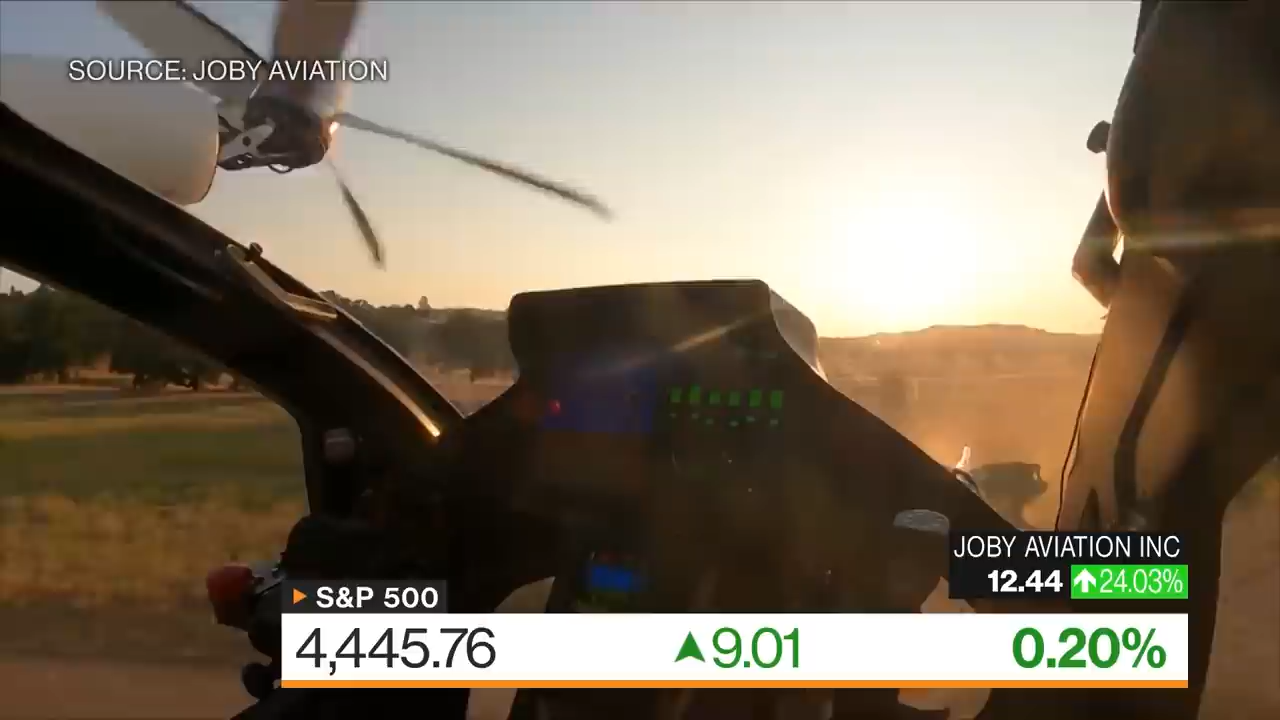 SOURCE: JOBY AVIATION
JOBY AVIATION INC
12.44 24.03%
S&P 500
4,445.76 9.01 0.20%